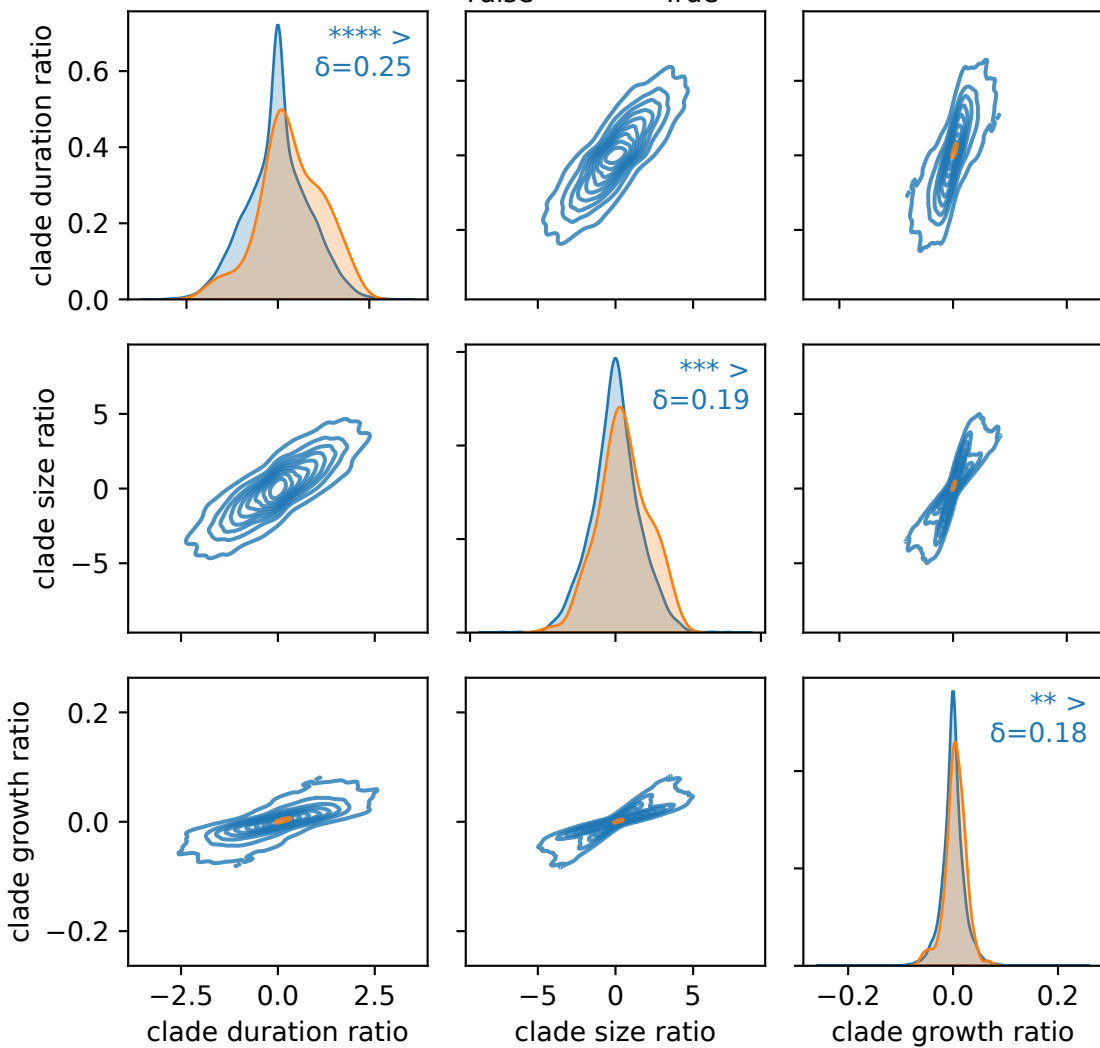 True
clade duration ratio
0.6
0.4
0.2
0.0
**** >
δ=0.25
clade size ratio
5
0
−5
*** >
δ=0.19
clade growth ratio
0.2
0.0
−0.2
** >
δ=0.18
−2.5 0.0 2.5
−5 0 5
−0.2 0.0 0.2
clade duration ratio
clade size ratio
clade growth ratio